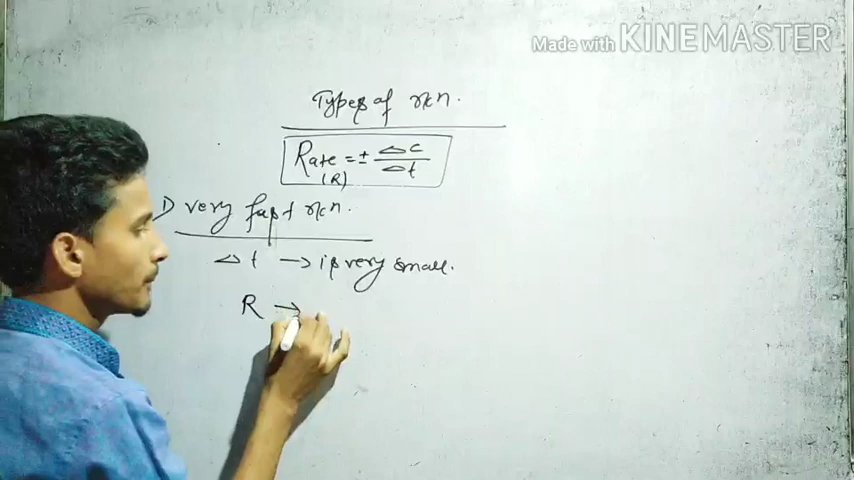 Made with KINEMASTER
Types of rxn.
Rate = ± Δc/Δt
(R)
1) very fast rxn.
Δt → is very small.
R →